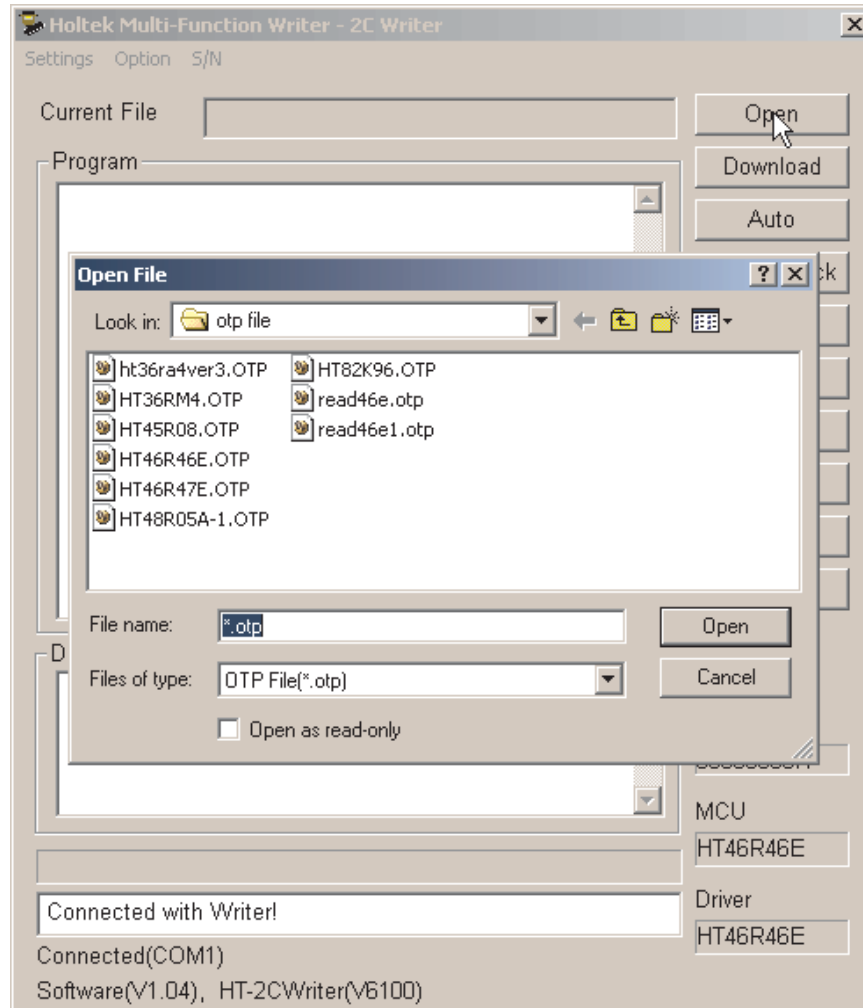 Holtek Multi-Function Writer - 2C Writer
Settings Option S/N
Current File
Open
Program
Download
Auto
Open File
Look in: otp file
ht36ra4ver3.OTP
HT36RM4.OTP
HT45R08.OTP
HT46R46E.OTP
HT46R47E.OTP
HT48R05A-1.OTP
HT82K96.OTP
read46e.otp
read46e1.otp
File name: *.otp
Open
Files of type: OTP File(*.otp)
Cancel
Open as read-only
MCU
HT46R46E
Driver
HT46R46E
Connected with Writer!
Connected(COM1)
Software(V1.04), HT-2CWriter(V6100)